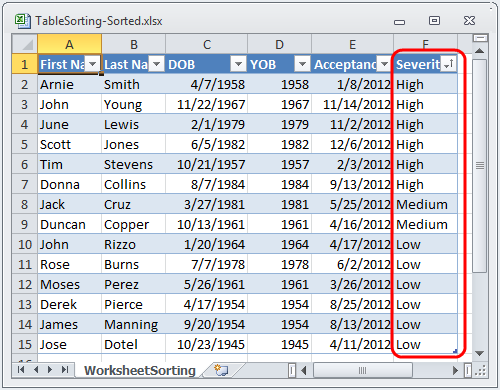 TableSorting-Sorted.xlsx
A B C D E F
1 First Na Last Na DOB YOB Acceptanc Severit
2 Arnie Smith 4/7/1958 1958 1/8/2012 High
3 John Young 11/22/1967 1967 11/14/2012 High
4 June Lewis 2/1/1979 1979 11/2/2012 High
5 Scott Jones 6/5/1982 1982 12/6/2012 High
6 Tim Stevens 10/21/1957 1957 2/3/2012 High
7 Donna Collins 8/7/1984 1984 9/13/2012 High
8 Jack Cruz 3/27/1981 1981 5/25/2012 Medium
9 Duncan Copper 10/13/1961 1961 4/16/2012 Medium
10 John Rizzo 1/20/1964 1964 4/17/2012 Low
11 Rose Burns 7/7/1978 1978 6/2/2012 Low
12 Moses Perez 5/26/1961 1961 3/26/2012 Low
13 Derek Pierce 4/17/1954 1954 8/25/2012 Low
14 James Manning 9/20/1954 1954 8/13/2012 Low
15 Jose Dotel 10/23/1945 1945 4/11/2012 Low
WorksheetSorting